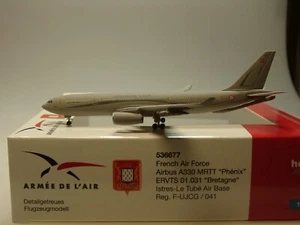 536677
French Air Force
Airbus A330 MRTT "Phénix"
ERVTS 01.031 "Bretagne"
Istres-Le Tubé Air Base
Reg. F-UJCG / 041
ARMÉE DE L'AIR
Detailgetreues
Flugzeugmodell
he